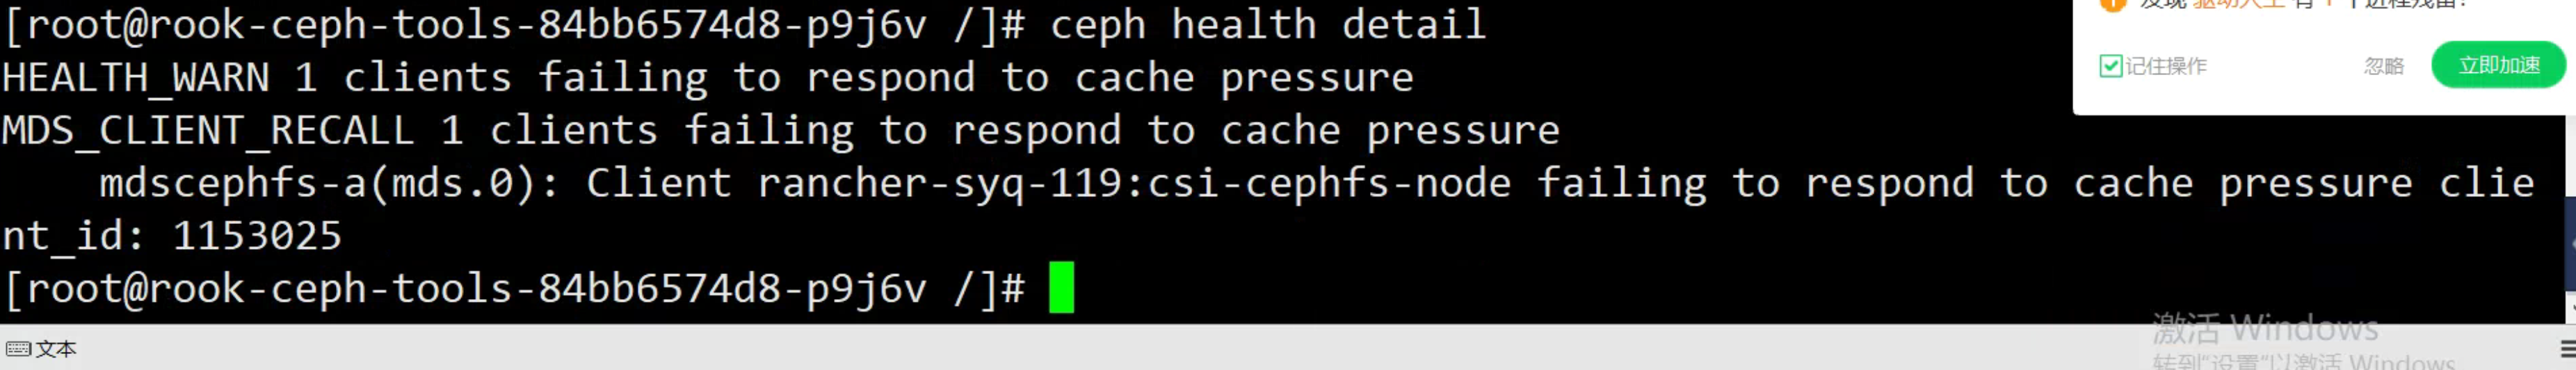 [root@rook-ceph-tools-84bb6574d8-p9j6v /]# ceph health detail
HEALTH_WARN 1 clients failing to respond to cache pressure
MDS_CLIENT_RECALL 1 clients failing to respond to cache pressure
mdscephfs-a(mds.0): Client rancher-syq-119:csi-cephfs-node failing to respond to cache pressure clie
nt_id: 1153025
[root@rook-ceph-tools-84bb6574d8-p9j6v /]#
记住操作 忽略 立即加速
文本
激活 Windows
转到"设置"以激活 Windows